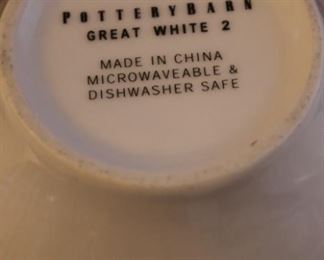 POTTERYBARN
GREAT WHITE 2
MADE IN CHINA
MICROWAVEABLE &
DISHWASHER SAFE